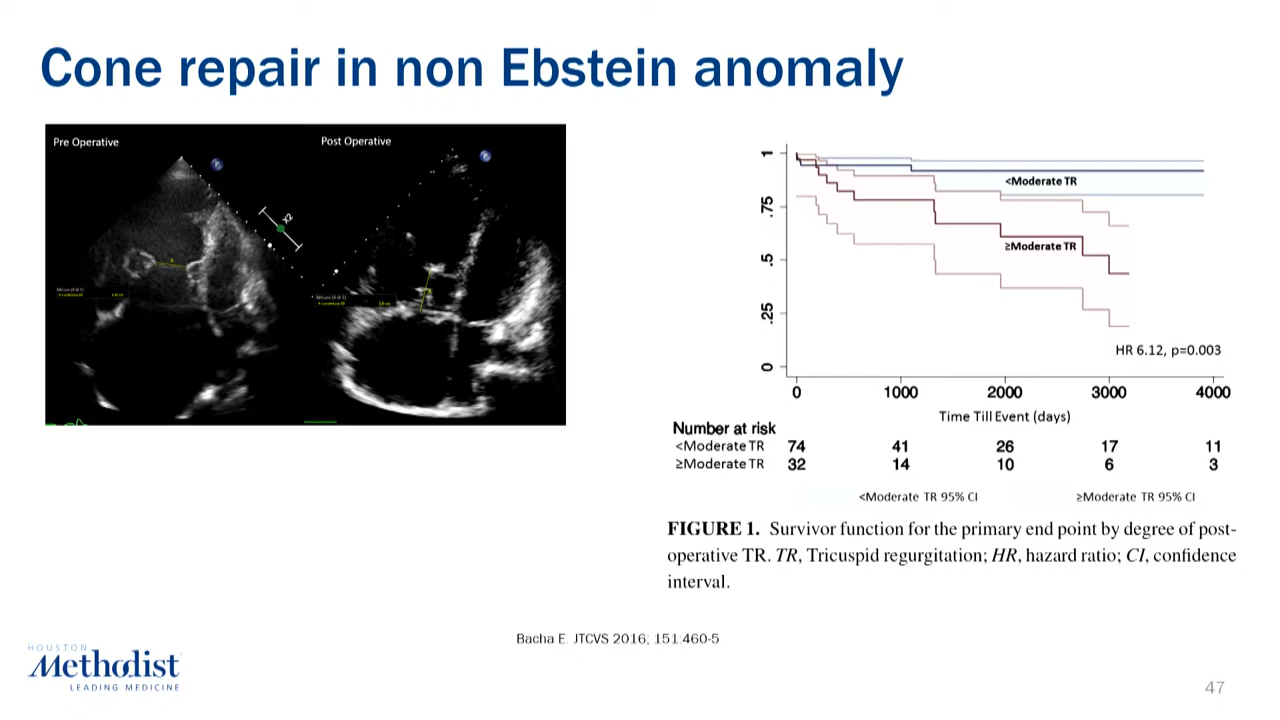 Cone repair in non Ebstein anomaly
Pre Operative
Post Operative
P
P
X2
A
1
.75
.5
.25
0
<Moderate TR
≥Moderate TR
HR 6.12, p=0.003
0 1000 2000 3000 4000
Time Till Event (days)
Number at risk
<Moderate TR 74 41 26 17 11
≥Moderate TR 32 14 10 6 3
<Moderate TR 95% CI ≥Moderate TR 95% CI
FIGURE 1. Survivor function for the primary end point by degree of post-
operative TR. TR, Tricuspid regurgitation; HR, hazard ratio; CI, confidence
interval.
Bacha E. JTCVS 2016; 151:460-5
HOUSTON
Methodist
LEADING MEDICINE
47